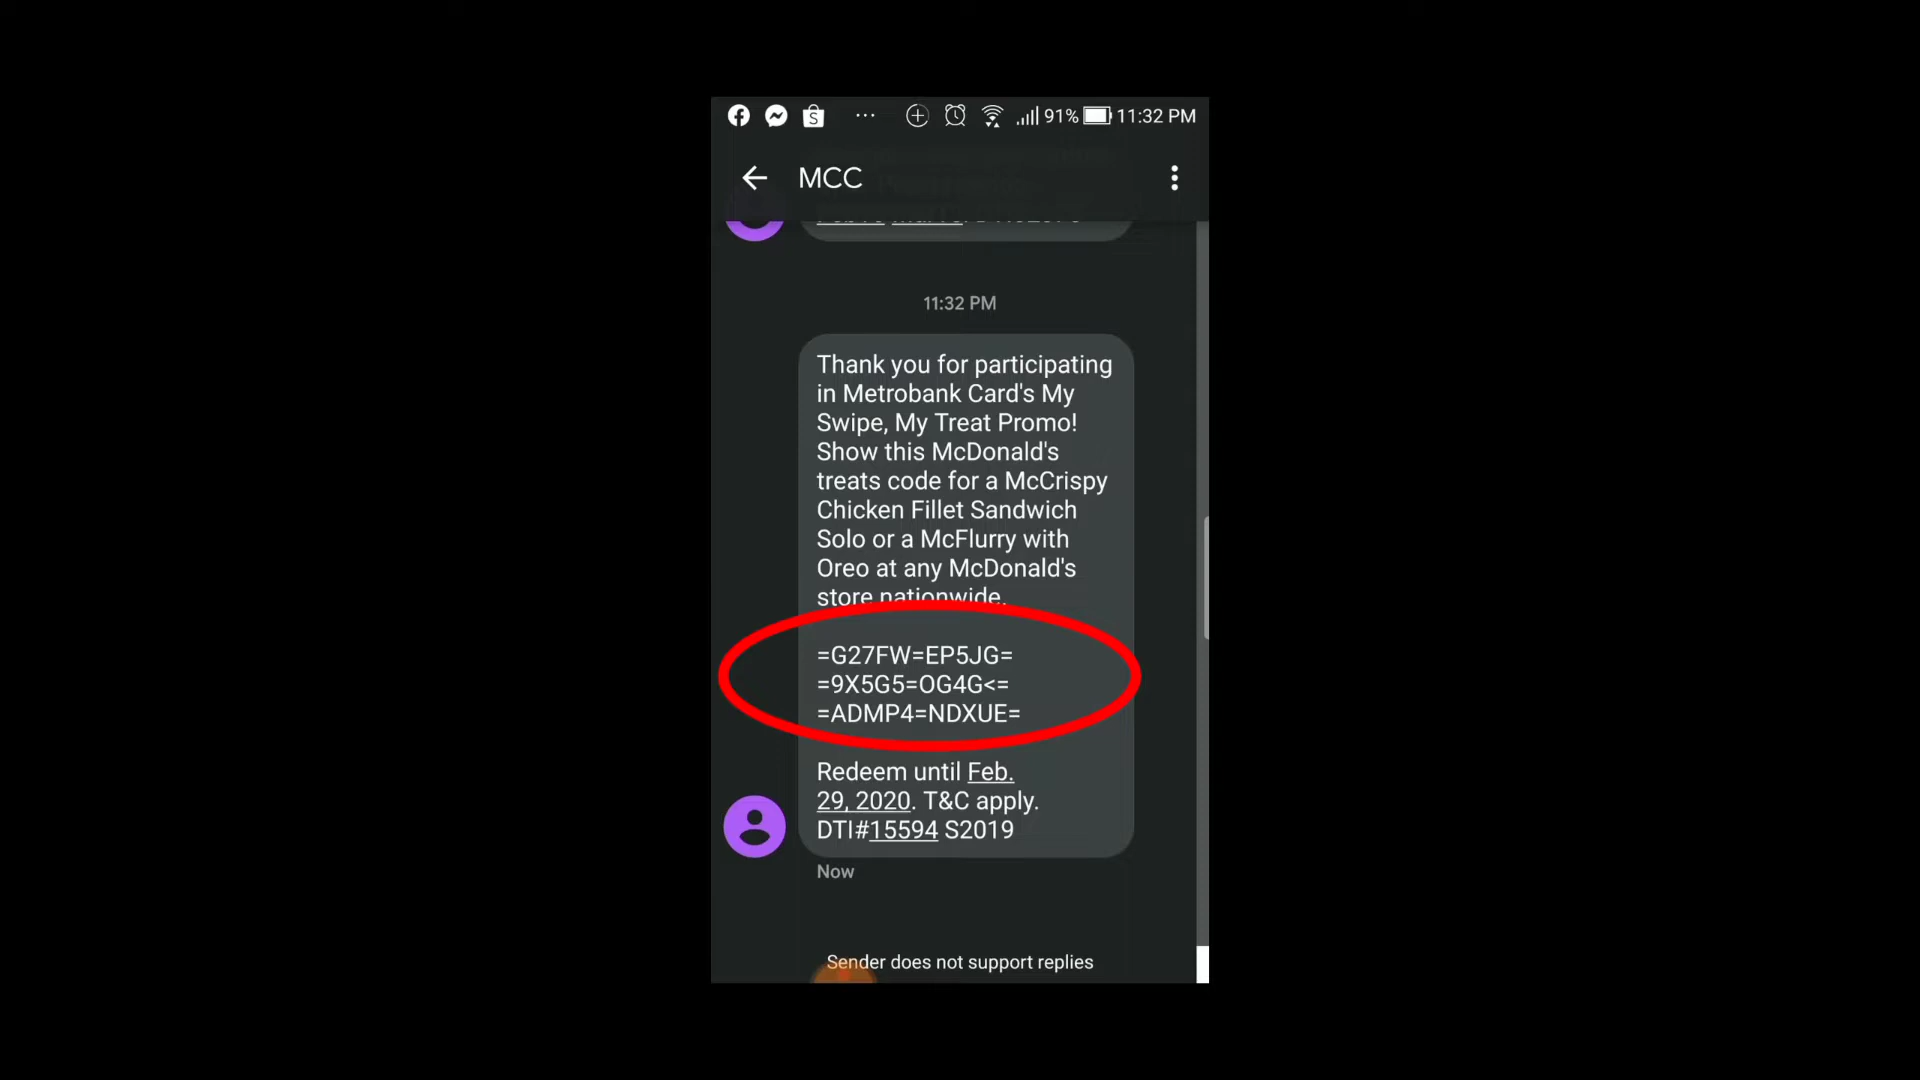 91% 11:32 PM
MCC
11:32 PM
Thank you for participating
in Metrobank Card's My
Swipe, My Treat Promo!
Show this McDonald's
treats code for a McCrispy
Chicken Fillet Sandwich
Solo or a McFlurry with
Oreo at any McDonald's
store nationwide.
=G27FW=EP5JG=
=9X5G5=OG4G<=
=ADMP4=NDXUE=
Redeem until Feb.
29, 2020. T&C apply.
DTI#15594 S2019
Now
Sender does not support replies